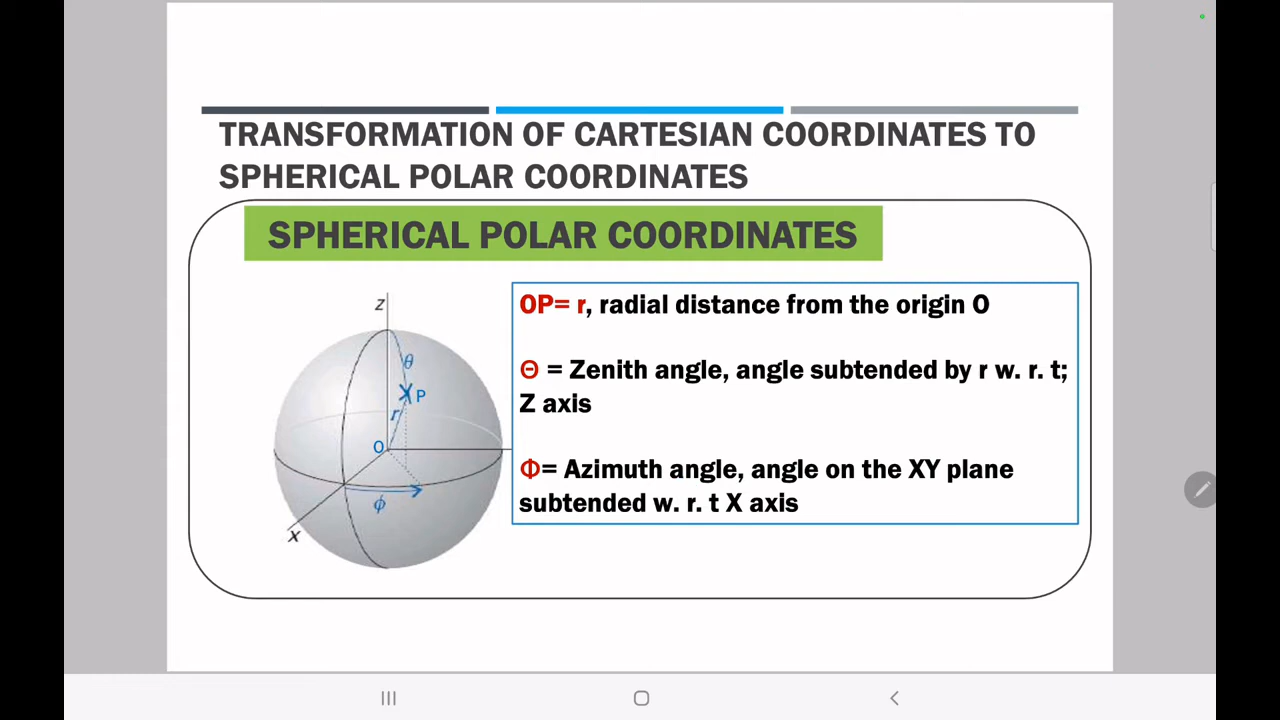 TRANSFORMATION OF CARTESIAN COORDINATES TO
SPHERICAL POLAR COORDINATES
SPHERICAL POLAR COORDINATES
z
θ
P
r
O
ϕ
x
OP= r, radial distance from the origin O
Θ = Zenith angle, angle subtended by r w. r. t;
Z axis
Φ= Azimuth angle, angle on the XY plane
subtended w. r. t X axis